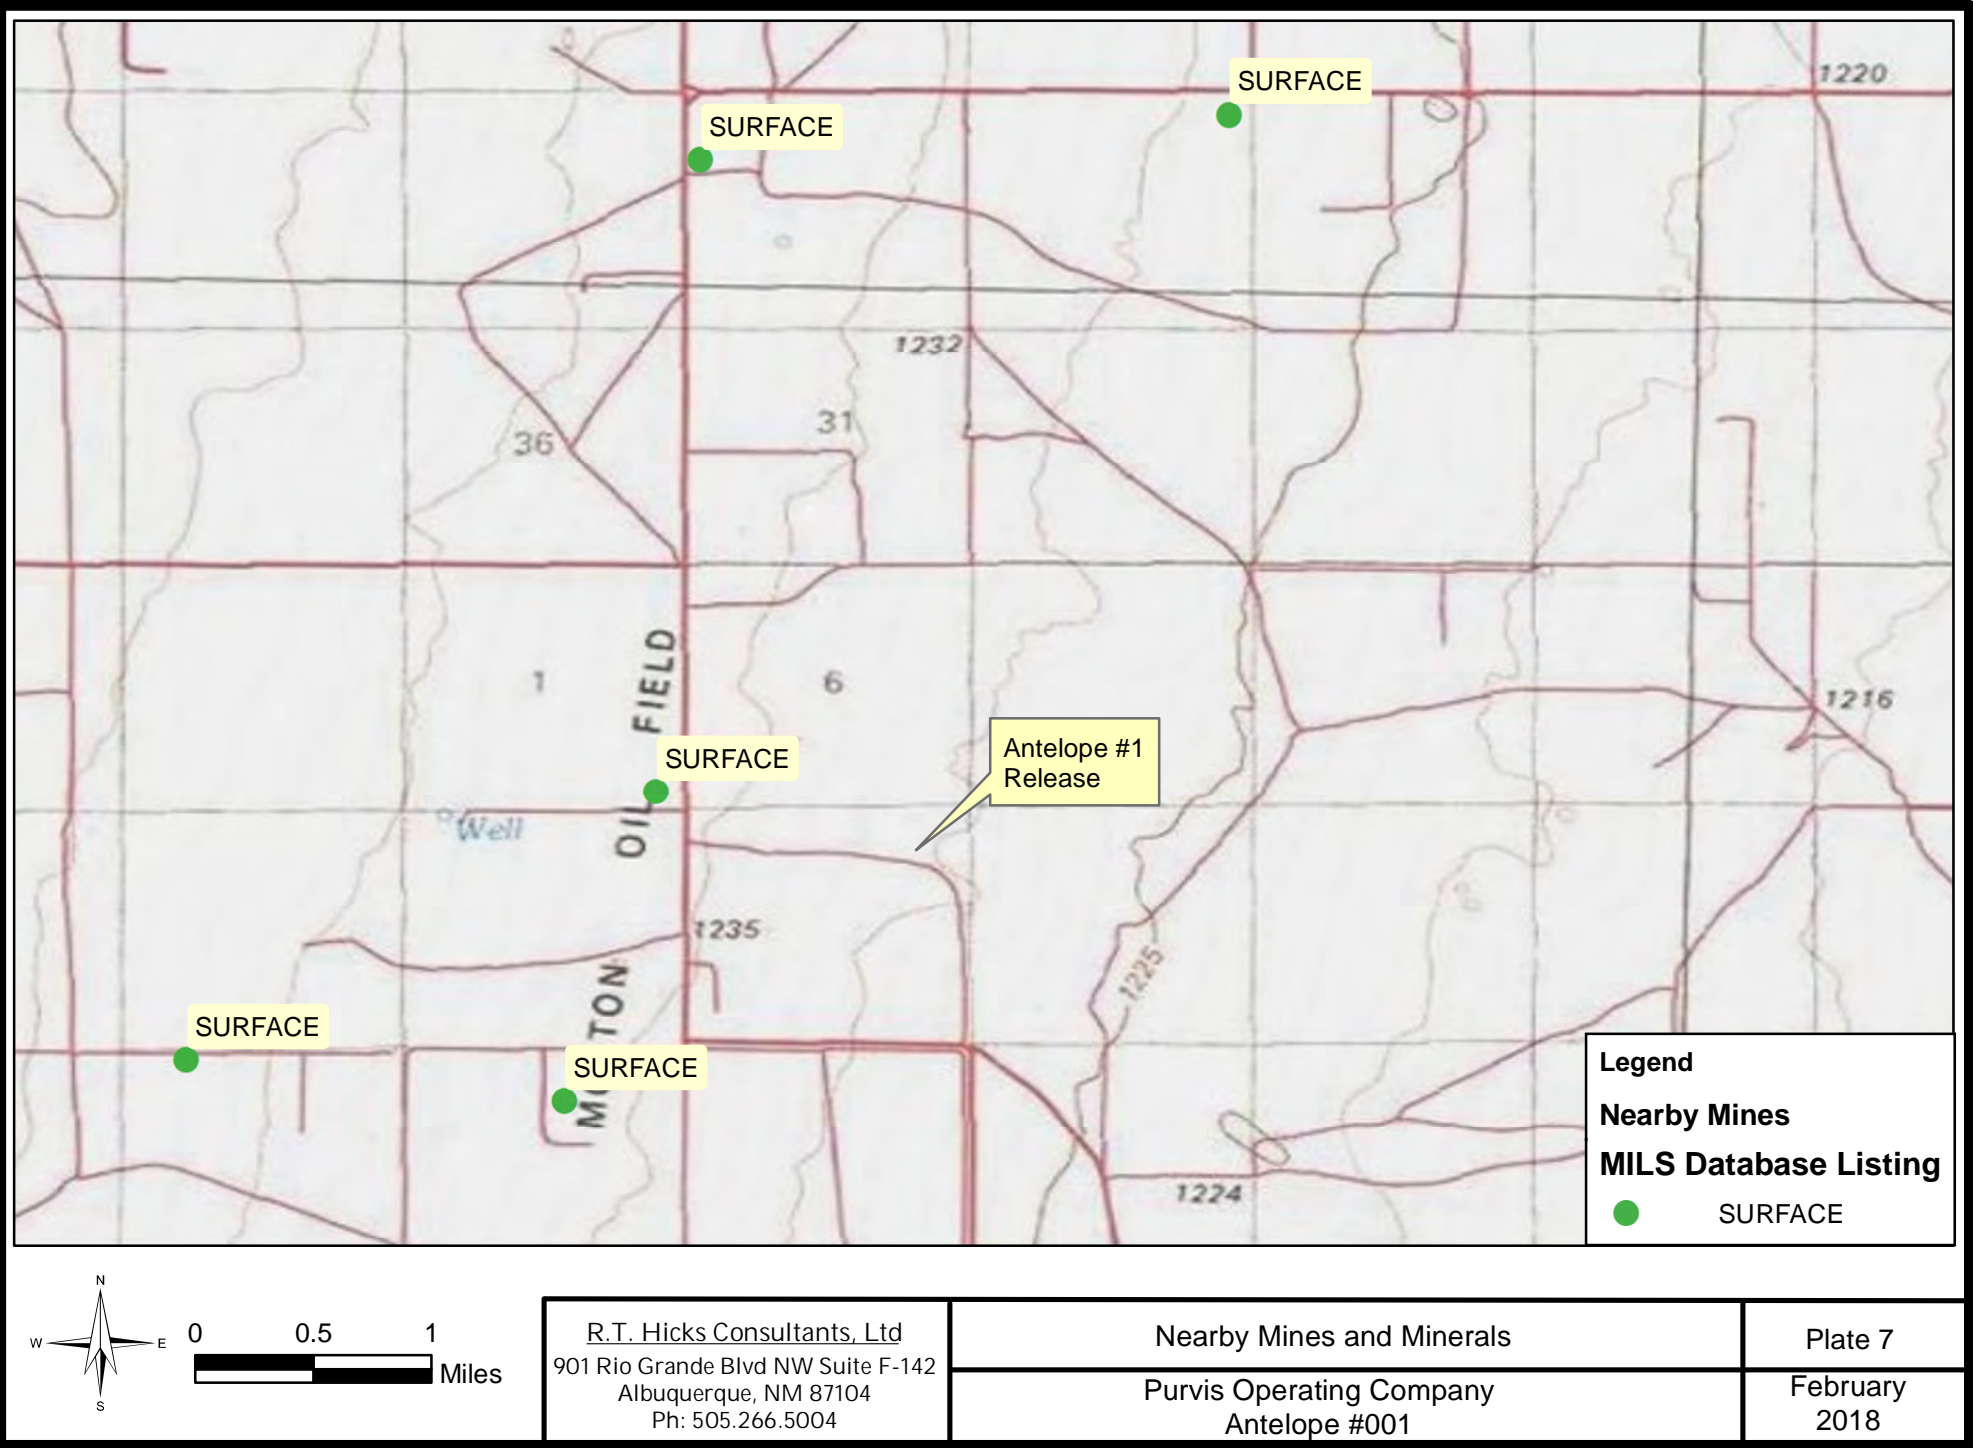 1220
SURFACE
SURFACE
1232
31
36
OIL FIELD
1
6
1216
Antelope #1
Release
SURFACE
Well
1235
1225
SURFACE
SURFACE
TON
1224
Legend
Nearby Mines
MILS Database Listing
SURFACE
N
W
E
S
0 0.5 1
Miles
R.T. Hicks Consultants, Ltd
901 Rio Grande Blvd NW Suite F-142
Albuquerque, NM 87104
Ph: 505.266.5004
Nearby Mines and Minerals
Purvis Operating Company
Antelope #001
Plate 7
February
2018